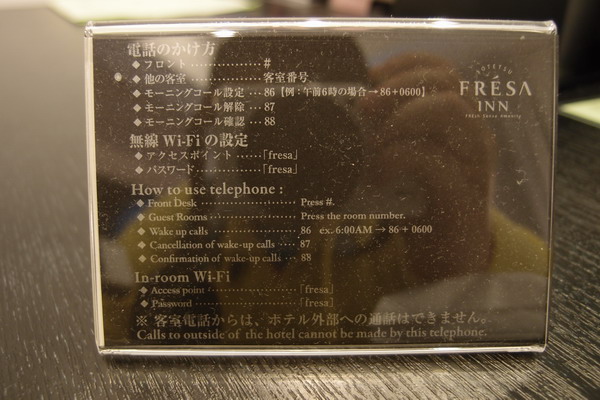 電話のかけ方
◆ フロント ················ #
◆ 他の客室 ················ 客室番号
◆ モーニングコール設定 ···· 86【例：午前6時の場合→86+0600】
◆ モーニングコール解除 ···· 87
◆ モーニングコール確認 ···· 88
SOTETSU
FRÉSA
INN
FRESh SenSe Amenity
無線 Wi-Fi の設定
◆ アクセスポイント ······「fresa」
◆ パスワード ··············「fresa」
How to use telephone :
◆ Front Desk ···················· Press #.
◆ Guest Rooms ················ Press the room number.
◆ Wake up calls ················ 86 ex. 6:00AM → 86 + 0600
◆ Cancellation of wake-up calls ···· 87
◆ Confirmation of wake-up calls ··· 88
In-room Wi-Fi
◆ Access point ··················「fresa」
◆ Password ····················「fresa」
※ 客室電話からは、ホテル外部への通話はできません。
Calls to outside of the hotel cannot be made by this telephone.